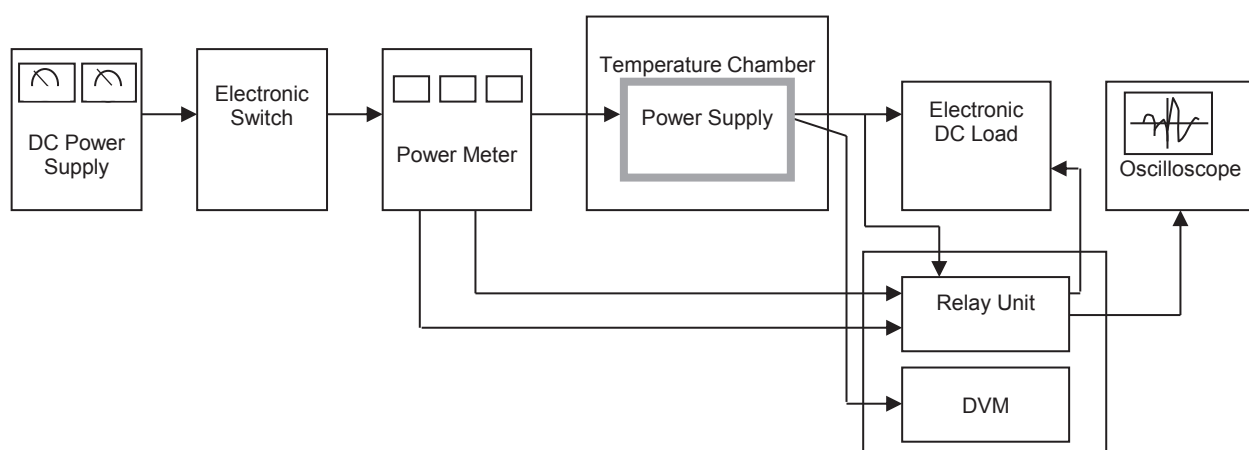 DC Power
Supply
Electronic
Switch
Power Meter
Temperature Chamber
Power Supply
Electronic
DC Load
Oscilloscope
Relay Unit
DVM